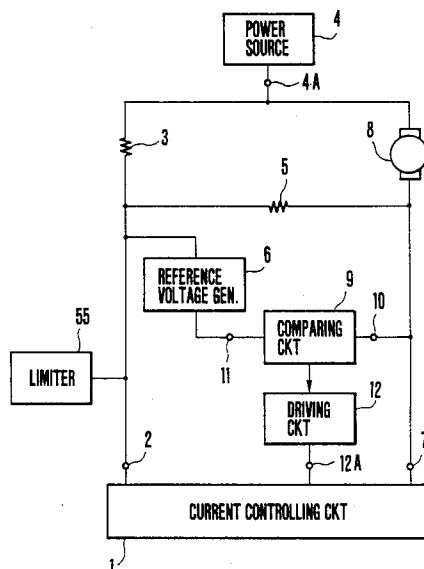 4
POWER
SOURCE
4A
3
8
5
6
REFERENCE
VOLTAGE GEN.
9
10
COMPARING
CKT
11
55
LIMITER
12
DRIVING
CKT
2
12A
7
CURRENT CONTROLLING CKT
1